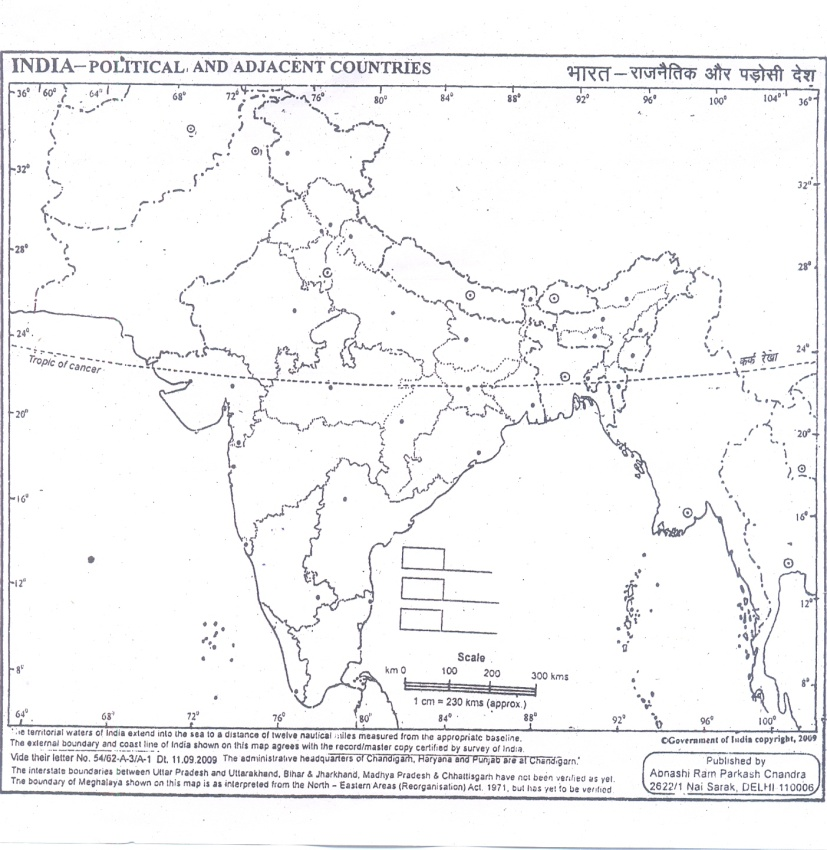 INDIA—POLITICAL AND ADJACENT COUNTRIES
भारत – राजनैतिक और पड़ोसी देश
36° 60° 64° 68° 72° 76° 80° 84° 88° 92° 96° 100° 104° 36°
32° 32°
28° 28°
24° 24°
कर्क रेखा
Tropic of cancer
20° 20°
16° 16°
12° 12°
Scale
km 0 100 200 300 kms
8° 8°
1 cm = 230 kms (approx.)
64° 68° 72° 76° 80° 84° 88° 92° 96° 100°
The territorial waters of India extend into the sea to a distance of twelve nautical miles measured from the appropriate baseline.
©Government of India copyright, 2009
The external boundary and coast line of India shown on this map agrees with the record/master copy certified by survey of India.
Vide their letter No. 54/62-A-3/A-1 Dt. 11.09.2009 The administrative headquarters of Chandigarh, Haryana and Punjab are at Chandigarh.
The interstate boundaries between Uttar Pradesh and Uttarakhand, Bihar & Jharkhand, Madhya Pradesh & Chhattisgarh have not been verified as yet.
The boundary of Meghalaya shown on this map is as interpreted from the North – Eastern Areas (Reorganisation) Act. 1971, but has yet to be verified
Published by
Abnashi Ram Parkash Chandra
2622/1 Nai Sarak, DELHI 110006